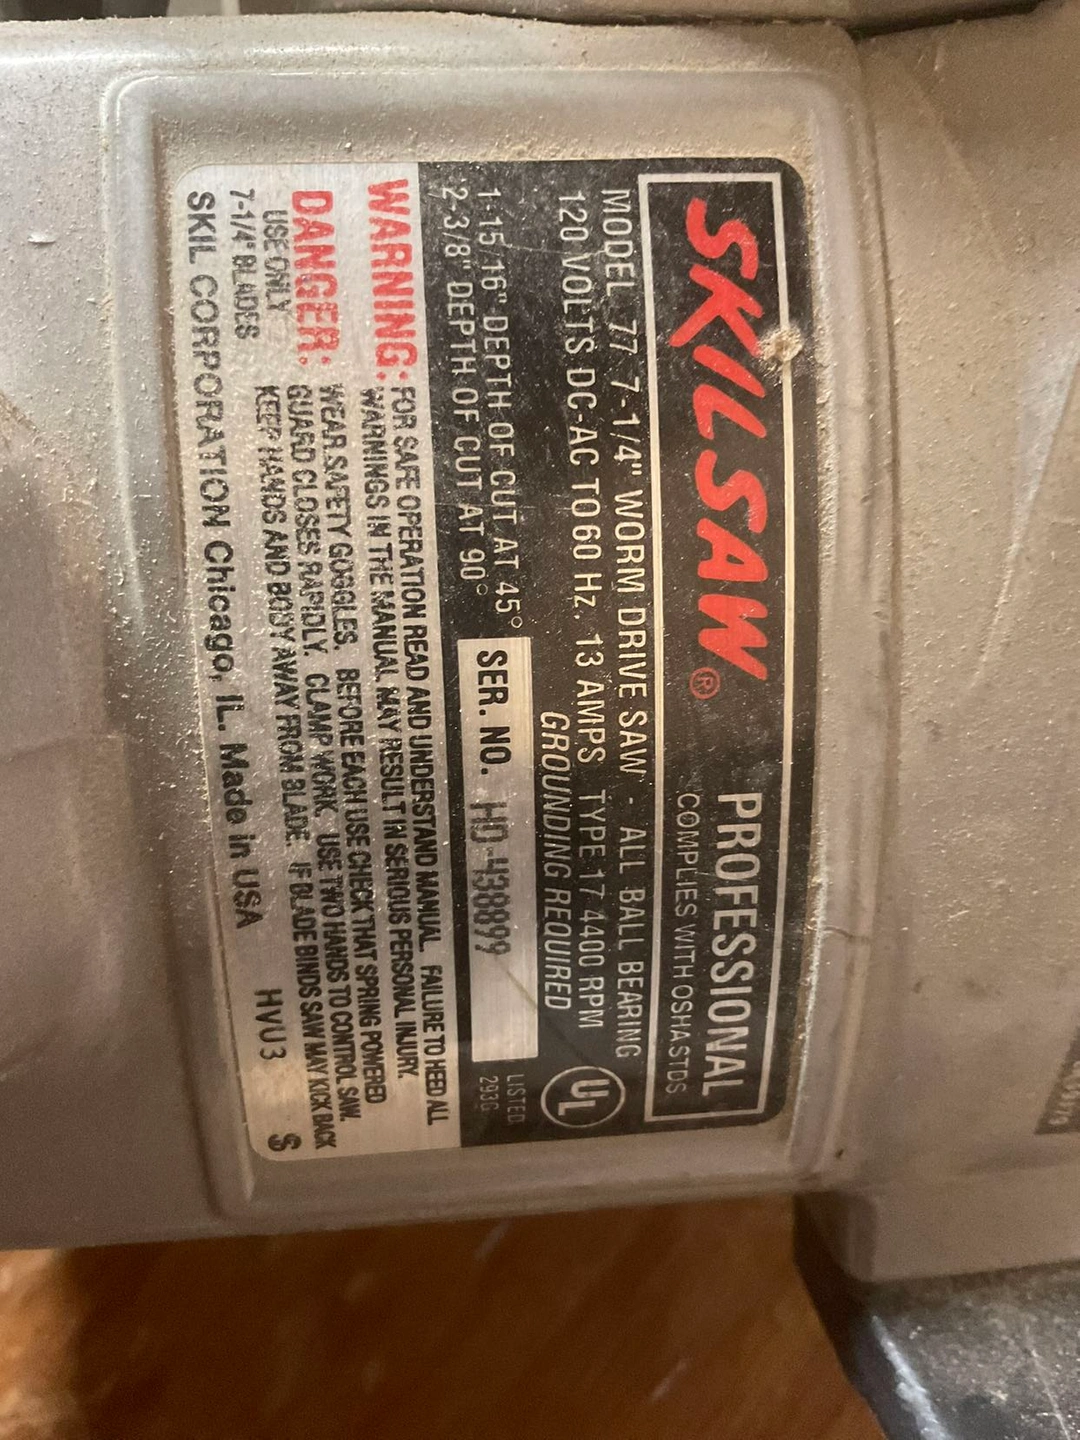 SKILSAW® PROFESSIONAL
COMPLIES WITH OSHA STDS
MODEL 77 7-1/4" WORM DRIVE SAW - ALL BALL BEARING
120 VOLTS DC-AC TO 60 Hz. 13 AMPS TYPE 17 4400 RPM
GROUNDING REQUIRED
1-15/16" DEPTH OF CUT AT 45°
2-3/8" DEPTH OF CUT AT 90°
SER. NO. HD-438899
UL
LISTED
293G
WARNING: FOR SAFE OPERATION READ AND UNDERSTAND MANUAL. FAILURE TO HEED ALL
WARNINGS IN THE MANUAL MAY RESULT IN SERIOUS PERSONAL INJURY.
DANGER: WEAR SAFETY GOGGLES. BEFORE EACH USE CHECK THAT SPRING POWERED
GUARD CLOSES RAPIDLY. CLAMP WORK. USE TWO HANDS TO CONTROL SAW.
KEEP HANDS AND BODY AWAY FROM BLADE. IF BLADE BINDS SAW MAY KICK BACK
USE ONLY
7-1/4" BLADES
SKIL CORPORATION Chicago, IL. Made in USA HVU3 S